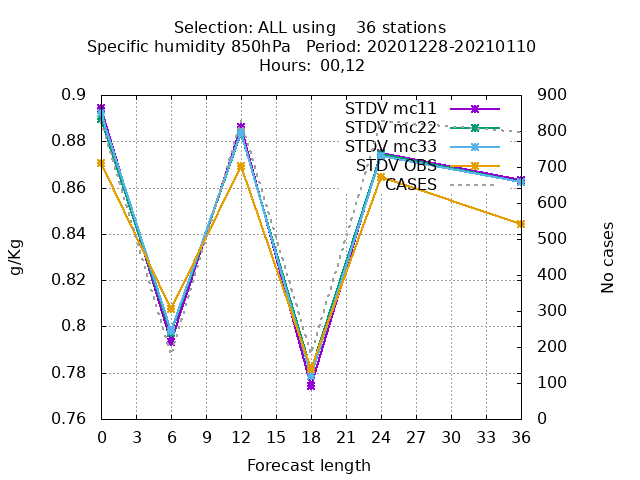 Selection: ALL using    36 stations
Specific humidity 850hPa   Period: 20201228-20210110
Hours:  00,12
0.9
0.88
0.86
0.84
0.82
0.8
0.78
0.76
g/Kg
STDV mc11
STDV mc22
STDV mc33
STDV OBS
CASES
900
800
700
600
500
400
300
200
100
0
No cases
0 3 6 9 12 15 18 21 24 27 30 33 36
Forecast length